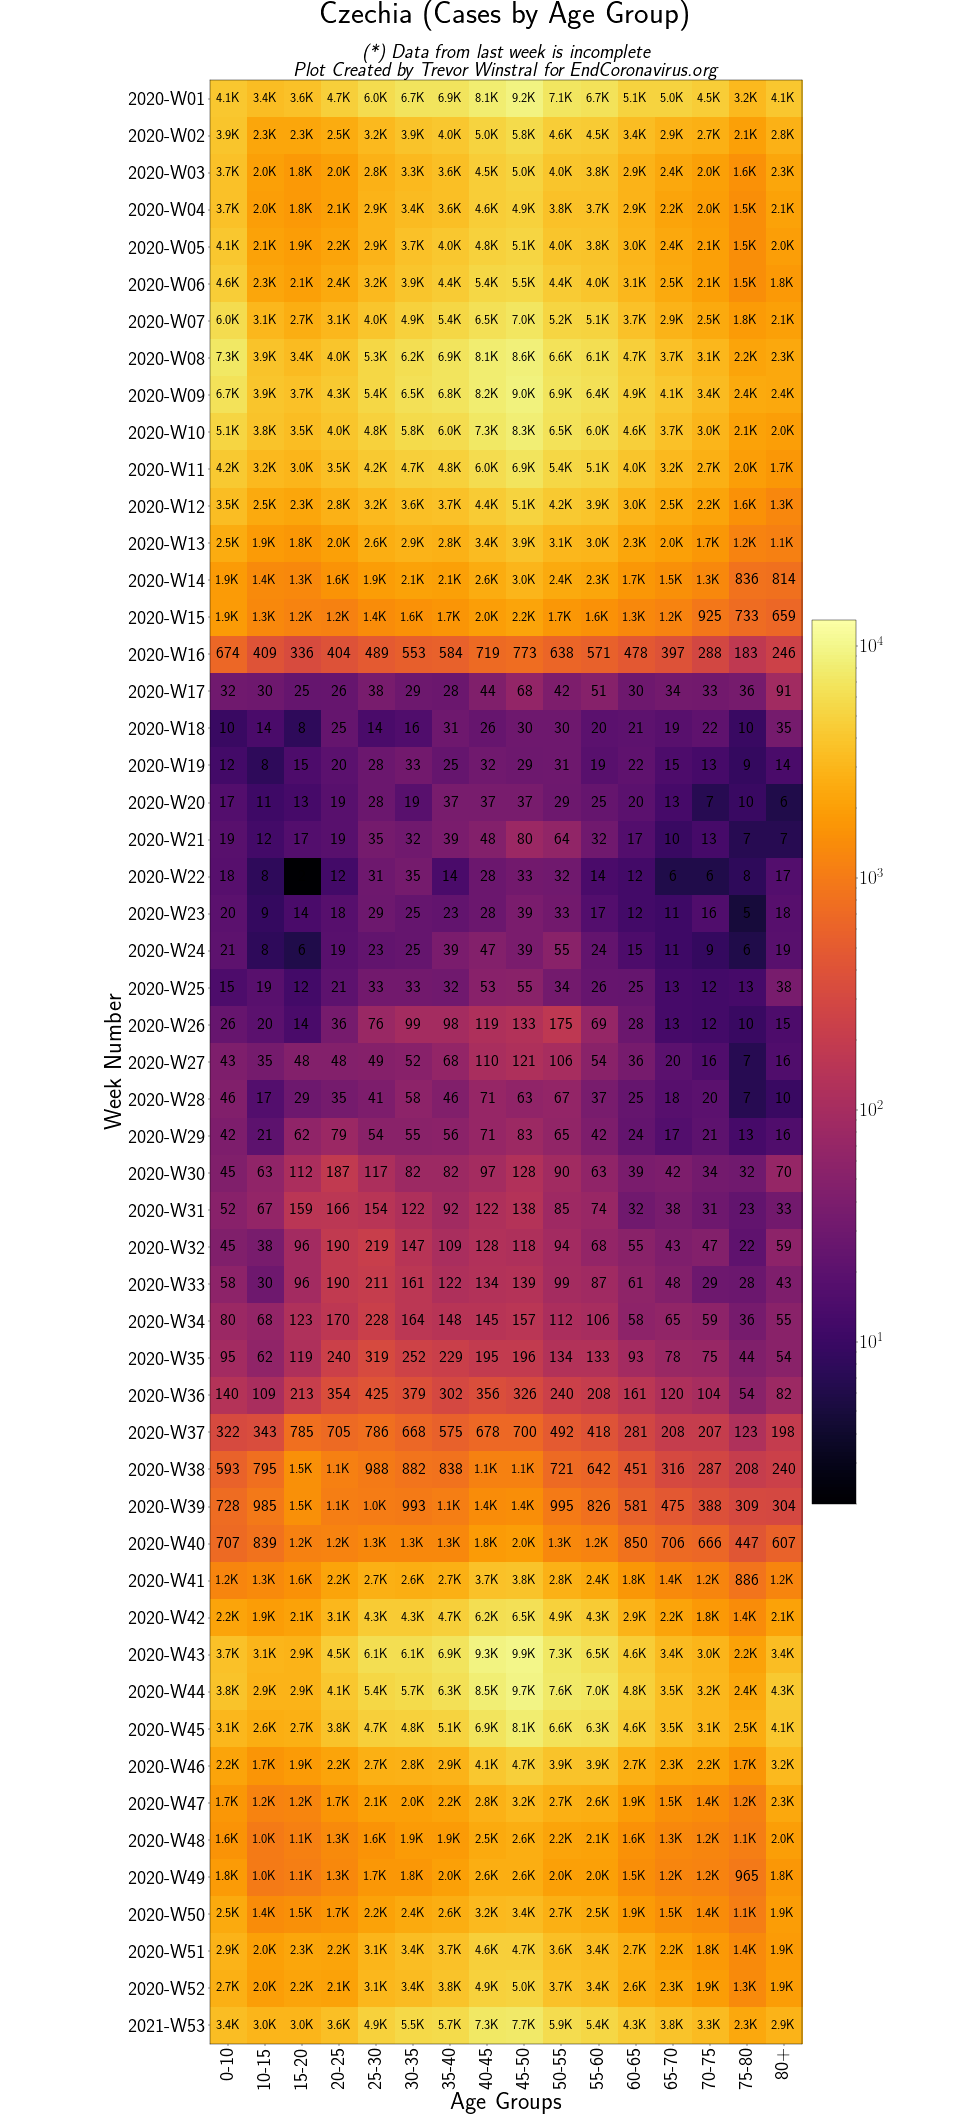 Czechia (Cases by Age Group)
(*) Data from last week is incomplete
Plot Created by Trevor Winstral for EndCoronavirus.org
2020-W01 4.1K 3.4K 3.6K 4.7K 6.0K 6.7K 6.9K 8.1K 9.2K 7.1K 6.7K 5.1K 5.0K 4.5K 3.2K 4.1K
2020-W02 3.9K 2.3K 2.3K 2.5K 3.2K 3.9K 4.0K 5.0K 5.8K 4.6K 4.5K 3.4K 2.9K 2.7K 2.1K 2.8K
2020-W03 3.7K 2.0K 1.8K 2.0K 2.8K 3.3K 3.6K 4.5K 5.0K 4.0K 3.8K 2.9K 2.4K 2.0K 1.6K 2.3K
2020-W04 3.7K 2.0K 1.8K 2.1K 2.9K 3.4K 3.6K 4.6K 4.9K 3.8K 3.7K 2.9K 2.2K 2.0K 1.5K 2.1K
2020-W05 4.1K 2.1K 1.9K 2.2K 2.9K 3.7K 4.0K 4.8K 5.1K 4.0K 3.8K 3.0K 2.4K 2.1K 1.5K 2.0K
2020-W06 4.6K 2.3K 2.1K 2.4K 3.2K 3.9K 4.4K 5.4K 5.5K 4.4K 4.0K 3.1K 2.5K 2.1K 1.5K 1.8K
2020-W07 6.0K 3.1K 2.7K 3.1K 4.0K 4.9K 5.4K 6.5K 7.0K 5.2K 5.1K 3.7K 2.9K 2.5K 1.8K 2.1K
2020-W08 7.3K 3.9K 3.4K 4.0K 5.3K 6.2K 6.9K 8.1K 8.6K 6.6K 6.1K 4.7K 3.7K 3.1K 2.2K 2.3K
2020-W09 6.7K 3.9K 3.7K 4.3K 5.4K 6.5K 6.8K 8.2K 9.0K 6.9K 6.4K 4.9K 4.1K 3.4K 2.4K 2.4K
2020-W10 5.1K 3.8K 3.5K 4.0K 4.8K 5.8K 6.0K 7.3K 8.3K 6.5K 6.0K 4.6K 3.7K 3.0K 2.1K 2.0K
2020-W11 4.2K 3.2K 3.0K 3.5K 4.2K 4.7K 4.8K 6.0K 6.9K 5.4K 5.1K 4.0K 3.2K 2.7K 2.0K 1.7K
2020-W12 3.5K 2.5K 2.3K 2.8K 3.2K 3.6K 3.7K 4.4K 5.1K 4.2K 3.9K 3.0K 2.5K 2.2K 1.6K 1.3K
2020-W13 2.5K 1.9K 1.8K 2.0K 2.6K 2.9K 2.8K 3.4K 3.9K 3.1K 3.0K 2.3K 2.0K 1.7K 1.2K 1.1K
2020-W14 1.9K 1.4K 1.3K 1.6K 1.9K 2.1K 2.1K 2.6K 3.0K 2.4K 2.3K 1.7K 1.5K 1.3K 836 814
2020-W15 1.9K 1.3K 1.2K 1.2K 1.4K 1.6K 1.7K 2.0K 2.2K 1.7K 1.6K 1.3K 1.2K 925 733 659
10⁴
2020-W16 674 409 336 404 489 553 584 719 773 638 571 478 397 288 183 246
2020-W17 32 30 25 26 38 29 28 44 68 42 51 30 34 33 36 91
2020-W18 10 14 8 25 14 16 31 26 30 30 20 21 19 22 10 35
2020-W19 12 8 15 20 28 33 25 32 29 31 19 22 15 13 9 14
2020-W20 17 11 13 19 28 19 37 37 37 29 25 20 13 7 10 6
2020-W21 19 12 17 19 35 32 39 48 80 64 32 17 10 13 7 7
2020-W22 18 8 12 31 35 14 28 33 32 14 12 6 6 8 17
10³
2020-W23 20 9 14 18 29 25 23 28 39 33 17 12 11 16 5 18
2020-W24 21 8 6 19 23 25 39 47 39 55 24 15 11 9 6 19
2020-W25 15 19 12 21 33 33 32 53 55 34 26 25 13 12 13 38
2020-W26 26 20 14 36 76 99 98 119 133 175 69 28 13 12 10 15
Week Number
2020-W27 43 35 48 48 49 52 68 110 121 106 54 36 20 16 7 16
2020-W28 46 17 29 35 41 58 46 71 63 67 37 25 18 20 7 10
10²
2020-W29 42 21 62 79 54 55 56 71 83 65 42 24 17 21 13 16
2020-W30 45 63 112 187 117 82 82 97 128 90 63 39 42 34 32 70
2020-W31 52 67 159 166 154 122 92 122 138 85 74 32 38 31 23 33
2020-W32 45 38 96 190 219 147 109 128 118 94 68 55 43 47 22 59
2020-W33 58 30 96 190 211 161 122 134 139 99 87 61 48 29 28 43
2020-W34 80 68 123 170 228 164 148 145 157 112 106 58 65 59 36 55
10¹
2020-W35 95 62 119 240 319 252 229 195 196 134 133 93 78 75 44 54
2020-W36 140 109 213 354 425 379 302 356 326 240 208 161 120 104 54 82
2020-W37 322 343 785 705 786 668 575 678 700 492 418 281 208 207 123 198
2020-W38 593 795 1.5K 1.1K 988 882 838 1.1K 1.1K 721 642 451 316 287 208 240
2020-W39 728 985 1.5K 1.1K 1.0K 993 1.1K 1.4K 1.4K 995 826 581 475 388 309 304
2020-W40 707 839 1.2K 1.2K 1.3K 1.3K 1.3K 1.8K 2.0K 1.3K 1.2K 850 706 666 447 607
2020-W41 1.2K 1.3K 1.6K 2.2K 2.7K 2.6K 2.7K 3.7K 3.8K 2.8K 2.4K 1.8K 1.4K 1.2K 886 1.2K
2020-W42 2.2K 1.9K 2.1K 3.1K 4.3K 4.3K 4.7K 6.2K 6.5K 4.9K 4.3K 2.9K 2.2K 1.8K 1.4K 2.1K
2020-W43 3.7K 3.1K 2.9K 4.5K 6.1K 6.1K 6.9K 9.3K 9.9K 7.3K 6.5K 4.6K 3.4K 3.0K 2.2K 3.4K
2020-W44 3.8K 2.9K 2.9K 4.1K 5.4K 5.7K 6.3K 8.5K 9.7K 7.6K 7.0K 4.8K 3.5K 3.2K 2.4K 4.3K
2020-W45 3.1K 2.6K 2.7K 3.8K 4.7K 4.8K 5.1K 6.9K 8.1K 6.6K 6.3K 4.6K 3.5K 3.1K 2.5K 4.1K
2020-W46 2.2K 1.7K 1.9K 2.2K 2.7K 2.8K 2.9K 4.1K 4.7K 3.9K 3.9K 2.7K 2.3K 2.2K 1.7K 3.2K
2020-W47 1.7K 1.2K 1.2K 1.7K 2.1K 2.0K 2.2K 2.8K 3.2K 2.7K 2.6K 1.9K 1.5K 1.4K 1.2K 2.3K
2020-W48 1.6K 1.0K 1.1K 1.3K 1.6K 1.9K 1.9K 2.5K 2.6K 2.2K 2.1K 1.6K 1.3K 1.2K 1.1K 2.0K
2020-W49 1.8K 1.0K 1.1K 1.3K 1.7K 1.8K 2.0K 2.6K 2.6K 2.0K 2.0K 1.5K 1.2K 1.2K 965 1.8K
2020-W50 2.5K 1.4K 1.5K 1.7K 2.2K 2.4K 2.6K 3.2K 3.4K 2.7K 2.5K 1.9K 1.5K 1.4K 1.1K 1.9K
2020-W51 2.9K 2.0K 2.3K 2.2K 3.1K 3.4K 3.7K 4.6K 4.7K 3.6K 3.4K 2.7K 2.2K 1.8K 1.4K 1.9K
2020-W52 2.7K 2.0K 2.2K 2.1K 3.1K 3.4K 3.8K 4.9K 5.0K 3.7K 3.4K 2.6K 2.3K 1.9K 1.3K 1.9K
2021-W53 3.4K 3.0K 3.0K 3.6K 4.9K 5.5K 5.7K 7.3K 7.7K 5.9K 5.4K 4.3K 3.8K 3.3K 2.3K 2.9K
0-10 10-15 15-20 20-25 25-30 30-35 35-40 40-45 45-50 50-55 55-60 60-65 65-70 70-75 75-80 80+
Age Groups